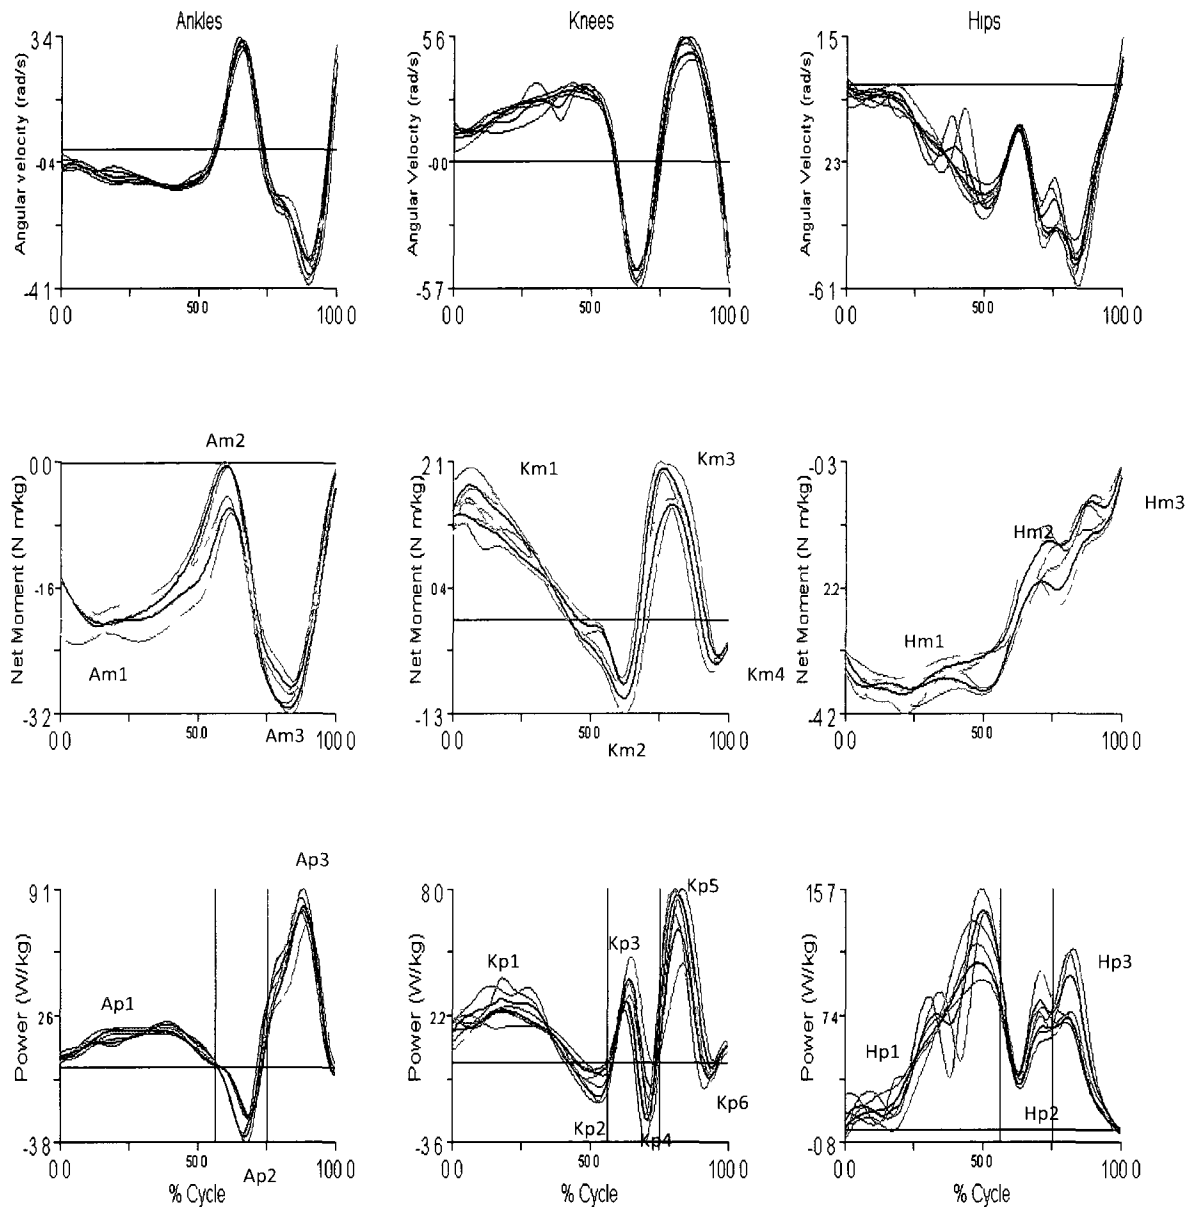 Ankles Knees Hips
Angular velocity (rad/s)
34
-04
-41
00 500 1000
Angular Velocity (rad/s)
56
-00
-57
00 500 1000
Angular Velocity (rad/s)
15
23
-61
00 500 1000
Net Moment (N m/kg)
00
-16
-32
Am2
Am1
Am3
00 500 1000
Net Moment (N m/kg)
21
04
-13
Km1
Km3
Km4
Km2
00 500 1000
Net Moment (N m/kg)
-03
22
-42
Hm3
Hm2
Hm1
00 500 1000
Power (W/kg)
91
26
-38
Ap3
Ap1
Ap2
00 500 1000
% Cycle
Power (W/kg)
80
22
-36
Kp5
Kp3
Kp1
Kp6
Kp2
Kp4
00 500 1000
% Cycle
Power (W/kg)
157
74
-08
Hp3
Hp1
Hp2
00 500 1000
% Cycle